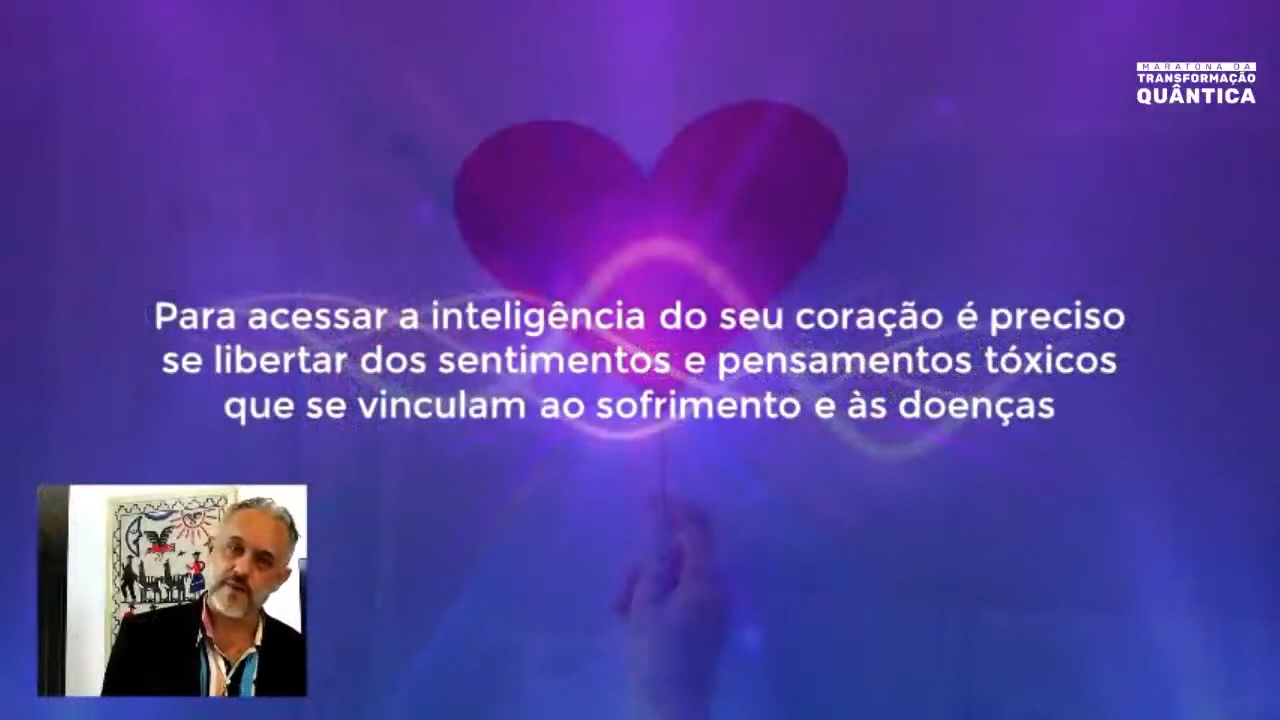 MARATONA DA
TRANSFORMAÇÃO
QUÂNTICA
Para acessar a inteligência do seu coração é preciso
se libertar dos sentimentos e pensamentos tóxicos
que se vinculam ao sofrimento e às doenças